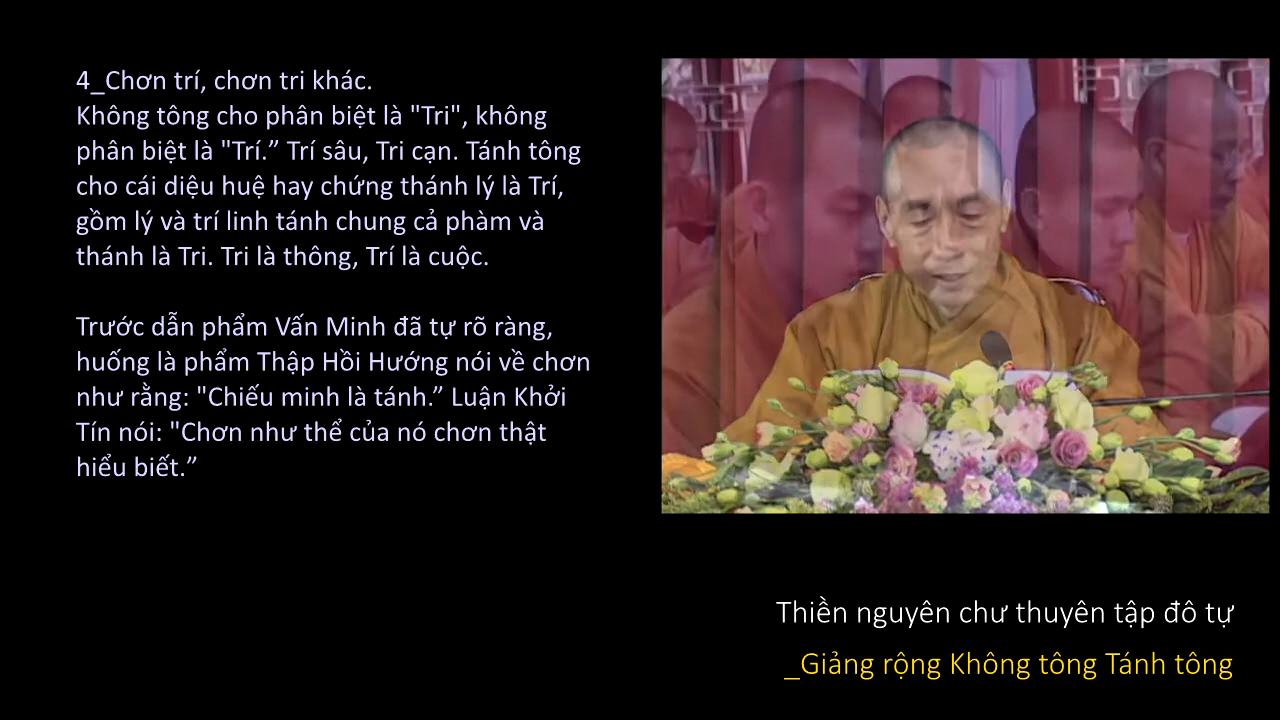 4_Chơn trí, chơn tri khác.
Không tông cho phân biệt là "Tri", không
phân biệt là "Trí.” Trí sâu, Tri cạn. Tánh tông
cho cái diệu huệ hay chứng thánh lý là Trí,
gồm lý và trí linh tánh chung cả phàm và
thánh là Tri. Tri là thông, Trí là cuộc.
Trước dẫn phẩm Vấn Minh đã tự rõ ràng,
huống là phẩm Thập Hồi Hướng nói về chơn
như rằng: "Chiếu minh là tánh.” Luận Khởi
Tín nói: "Chơn như thể của nó chơn thật
hiểu biết.”
Thiền nguyên chư thuyên tập đô tự
_Giảng rộng Không tông Tánh tông